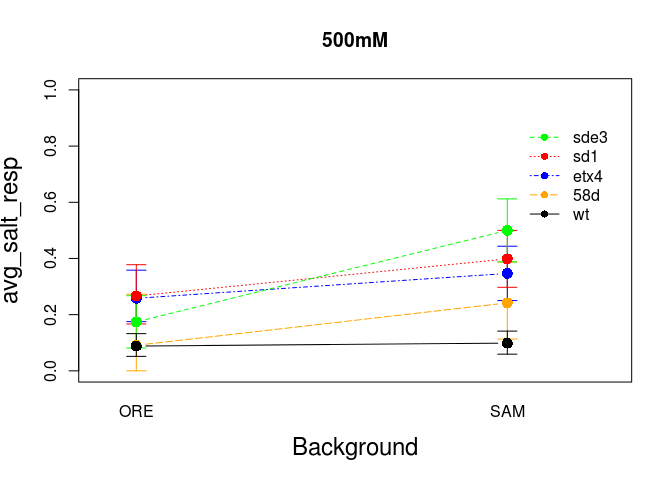 500mM
avg_salt_resp
1.0
0.8
0.6
0.4
0.2
0.0
sde3
sd1
etx4
58d
wt
ORE
SAM
Background